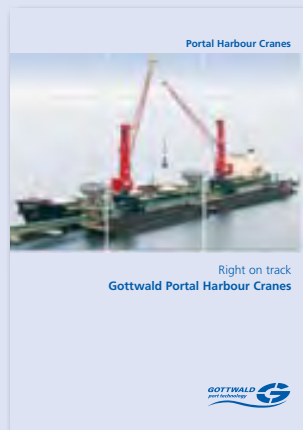 Portal Harbour Cranes
Right on track
Gottwald Portal Harbour Cranes
GOTTWALD
port technology